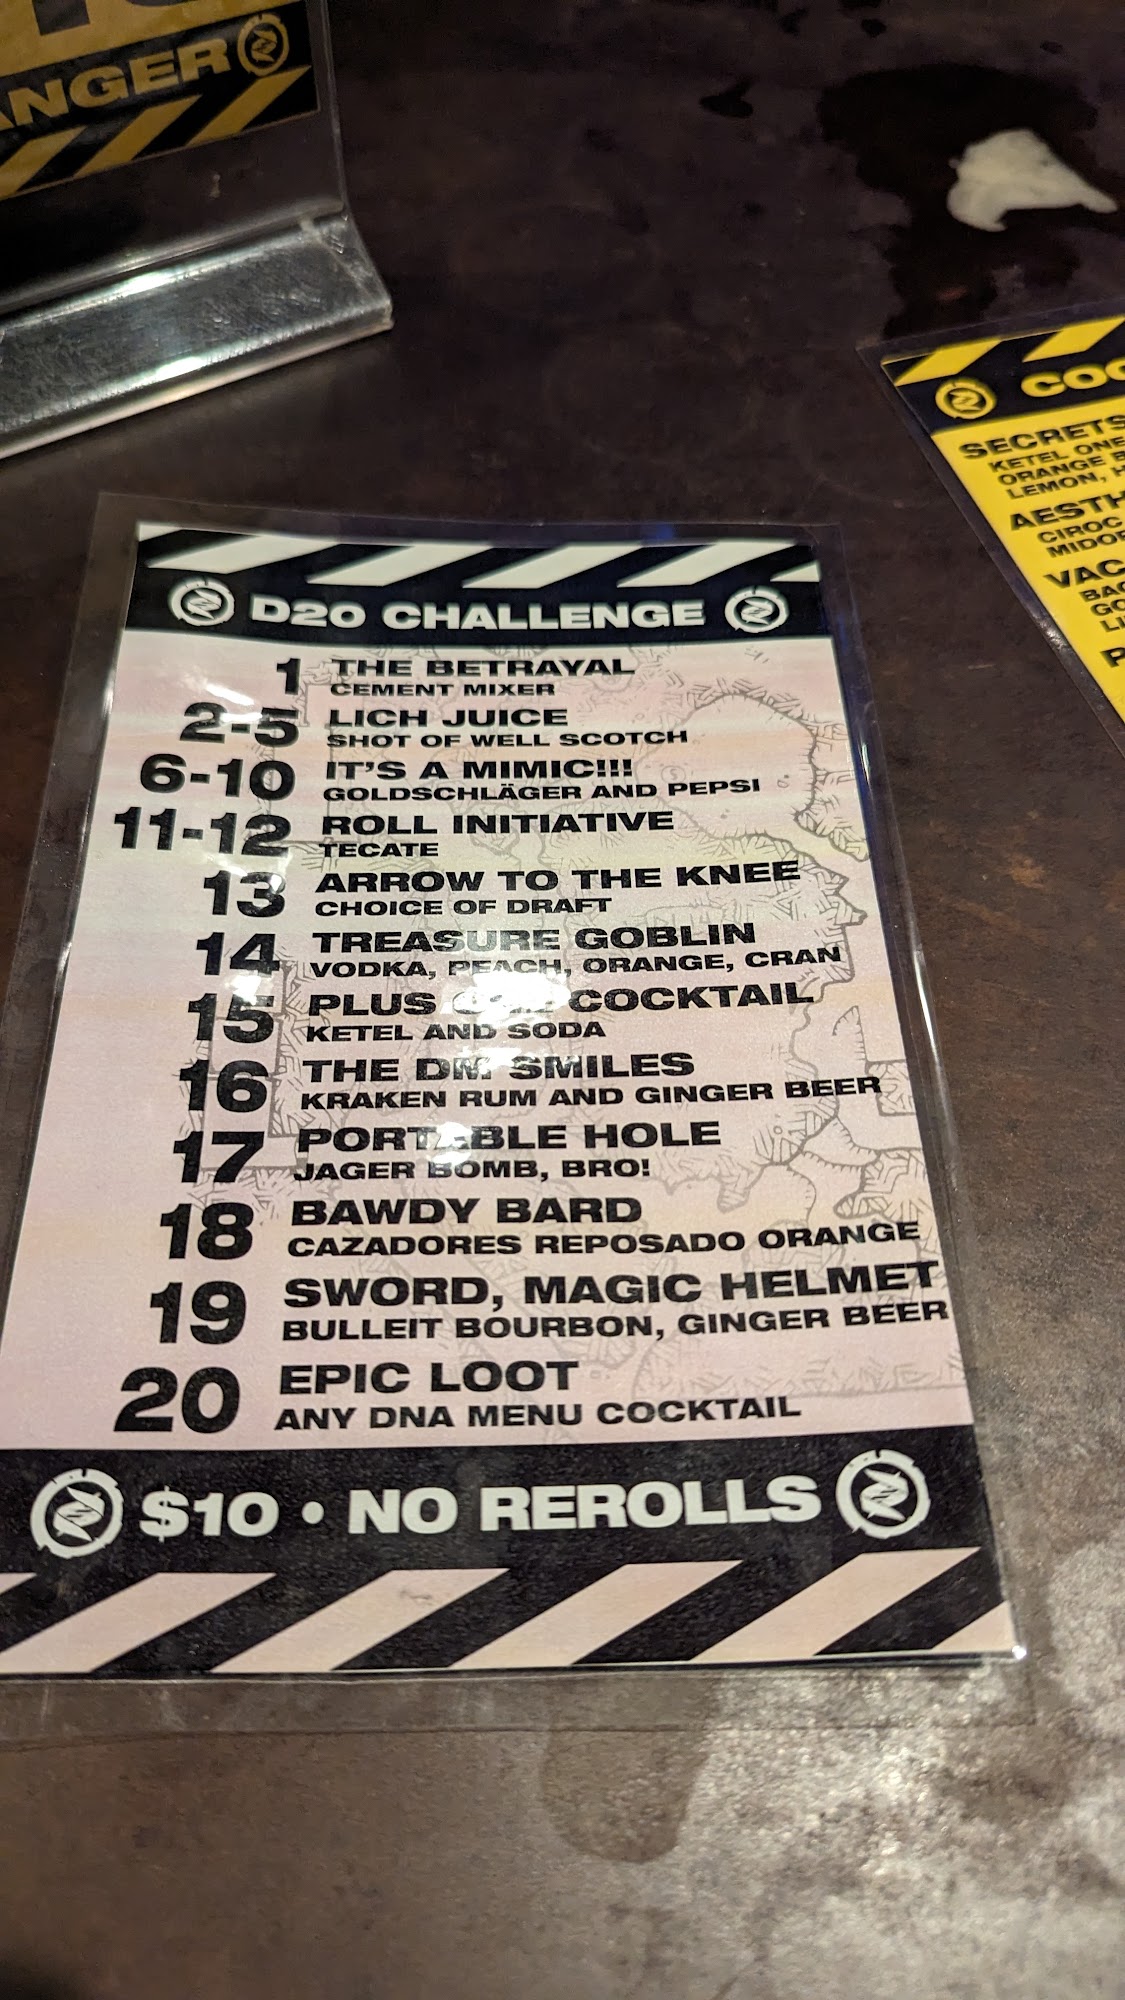 ANGER
D20 CHALLENGE
1 THE BETRAYAL
CEMENT MIXER
2-5 LICH JUICE
SHOT OF WELL SCOTCH
6-10 IT'S A MIMIC!!!
GOLDSCHLÄGER AND PEPSI
11-12 ROLL INITIATIVE
TECATE
13 ARROW TO THE KNEE
CHOICE OF DRAFT
14 TREASURE GOBLIN
VODKA, PEACH, ORANGE, CRAN
15 PLUS COCKTAIL
KETEL AND SODA
16 THE DM SMILES
KRAKEN RUM AND GINGER BEER
17 PORTABLE HOLE
JAGER BOMB, BRO!
18 BAWDY BARD
CAZADORES REPOSADO ORANGE
19 SWORD, MAGIC HELMET
BULLEIT BOURBON, GINGER BEER
20 EPIC LOOT
ANY DNA MENU COCKTAIL
$10 • NO REROLLS
COC
SECRETS
KETEL ONE
ORANGE B
LEMON, H
AESTH
CIROC
MIDOR
VAC
BAC
GO
LI
P